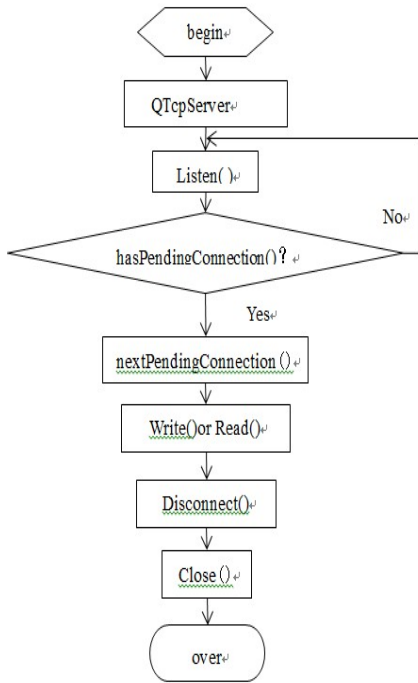 begin
QTcpServer
Listen( )
No
hasPendingConnection()?
Yes
nextPendingConnection()
Write()or Read()
Disconnect()
Close()
over